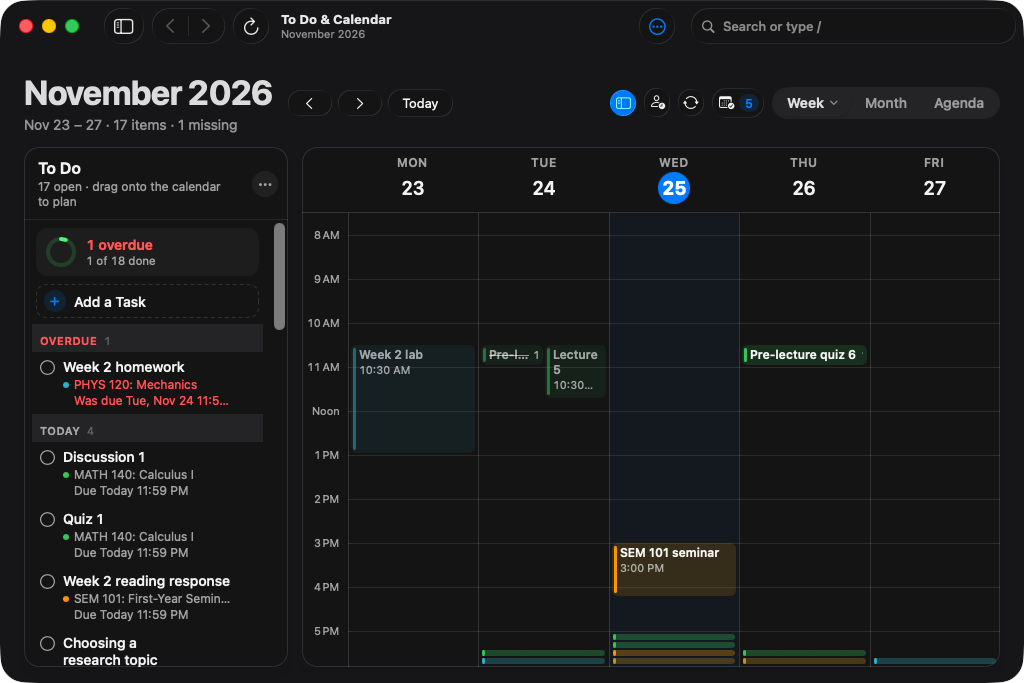 To Do & Calendar
November 2026
Search or type /
November 2026
Today
5
Week
Month
Agenda
Nov 23 – 27 · 17 items · 1 missing
To Do
17 open · drag onto the calendar
to plan
1 overdue
1 of 18 done
Add a Task
OVERDUE 1
Week 2 homework
PHYS 120: Mechanics
Was due Tue, Nov 24 11:5...
TODAY 4
Discussion 1
MATH 140: Calculus I
Due Today 11:59 PM
Quiz 1
MATH 140: Calculus I
Due Today 11:59 PM
Week 2 reading response
SEM 101: First-Year Semin...
Due Today 11:59 PM
Choosing a
research topic
MON
23
TUE
24
WED
25
THU
26
FRI
27
8 AM
9 AM
10 AM
11 AM
Noon
1 PM
2 PM
3 PM
4 PM
5 PM
Week 2 lab
10:30 AM
Pre-l... 1
Lecture
5
10:30...
Pre-lecture quiz 6
SEM 101 seminar
3:00 PM